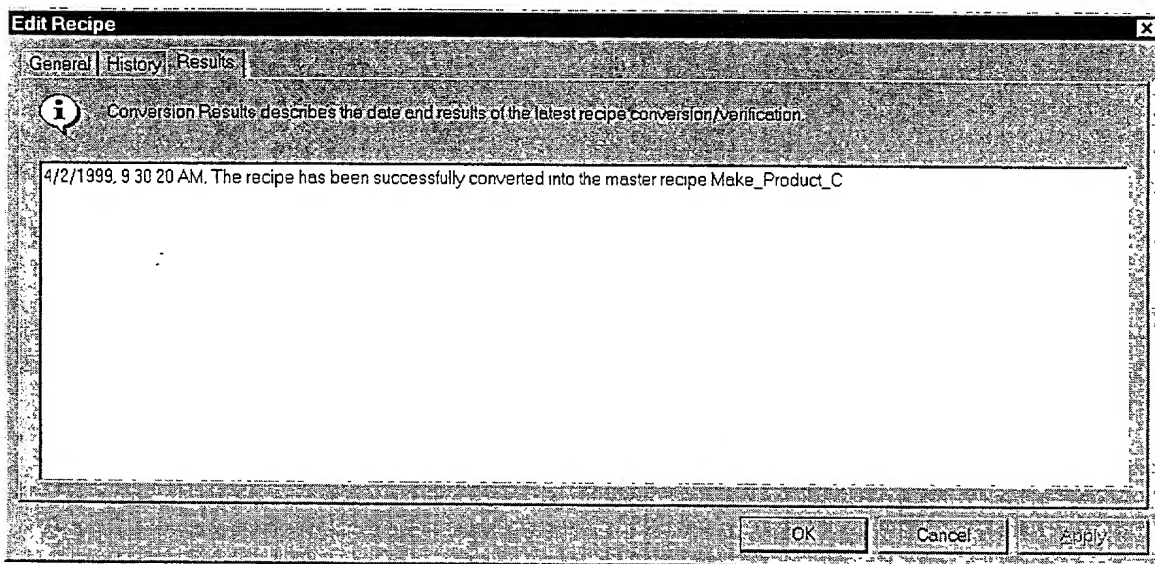 Edit Recipe
General History Results
Conversion Results describes the date and results of the latest recipe conversion/verification.
4/2/1999, 9 30 20 AM, The recipe has been successfully converted into the master recipe Make_Product_C
OK Cancel Apply